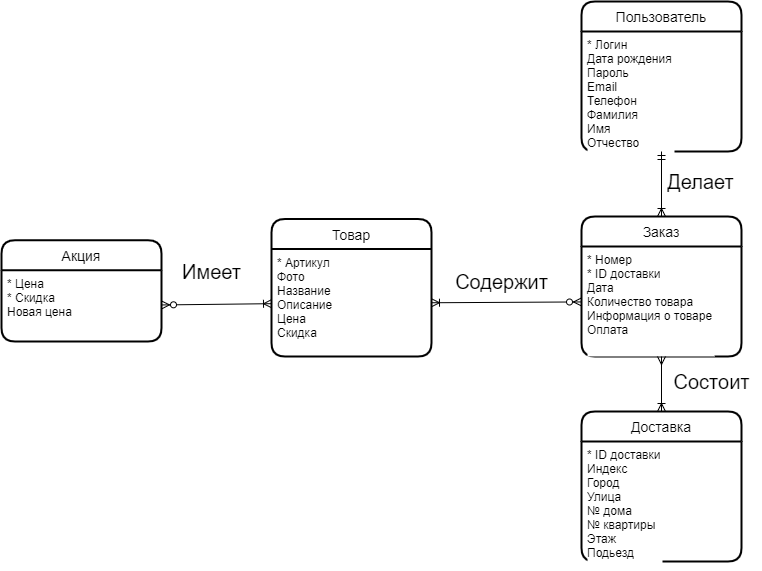 Пользователь
* Логин
Дата рождения
Пароль
Email
Телефон
Фамилия
Имя
Отчество
Делает
Акция
* Цена
* Скидка
Новая цена
Имеет
Товар
* Артикул
Фото
Название
Описание
Цена
Скидка
Содержит
Заказ
* Номер
* ID доставки
Дата
Количество товара
Информация о товаре
Оплата
Состоит
Доставка
* ID доставки
Индекс
Город
Улица
№ дома
№ квартиры
Этаж
Подьезд